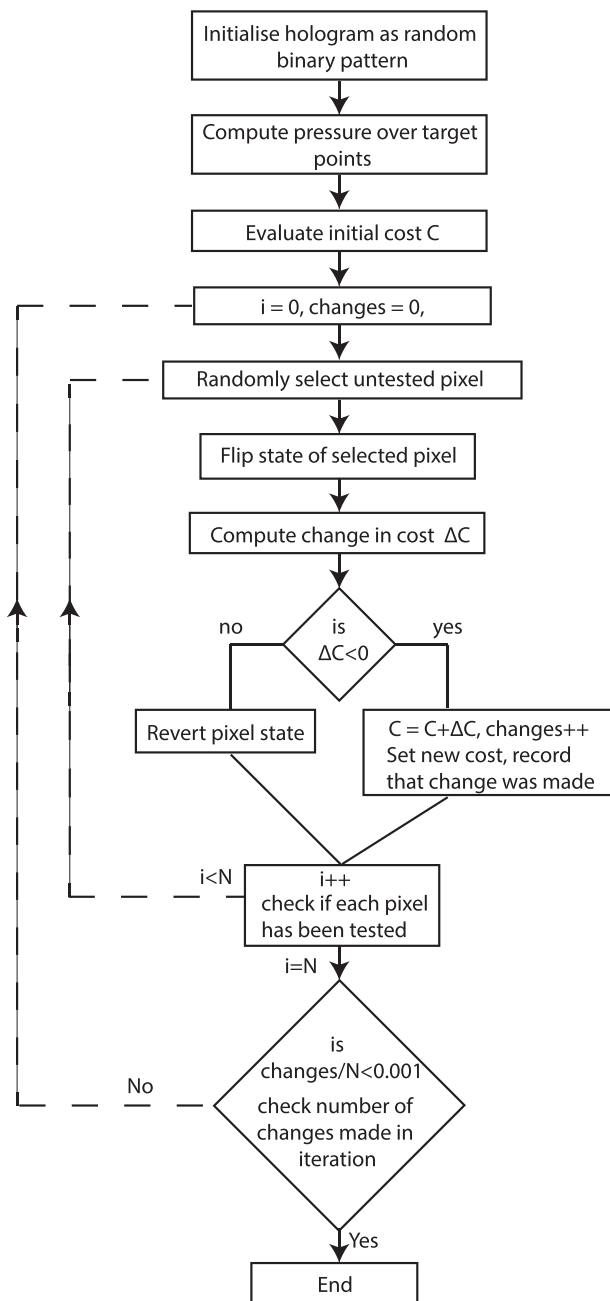 Initialise hologram as random
binary pattern
Compute pressure over target
points
Evaluate initial cost C
i = 0, changes = 0,
Randomly select untested pixel
Flip state of selected pixel
Compute change in cost ΔC
no
is
ΔC<0
yes
Revert pixel state
C = C+ΔC, changes++
Set new cost, record
that change was made
i<N
i++
check if each pixel
has been tested
i=N
is
changes/N<0.001
check number of
changes made in
iteration
No
Yes
End